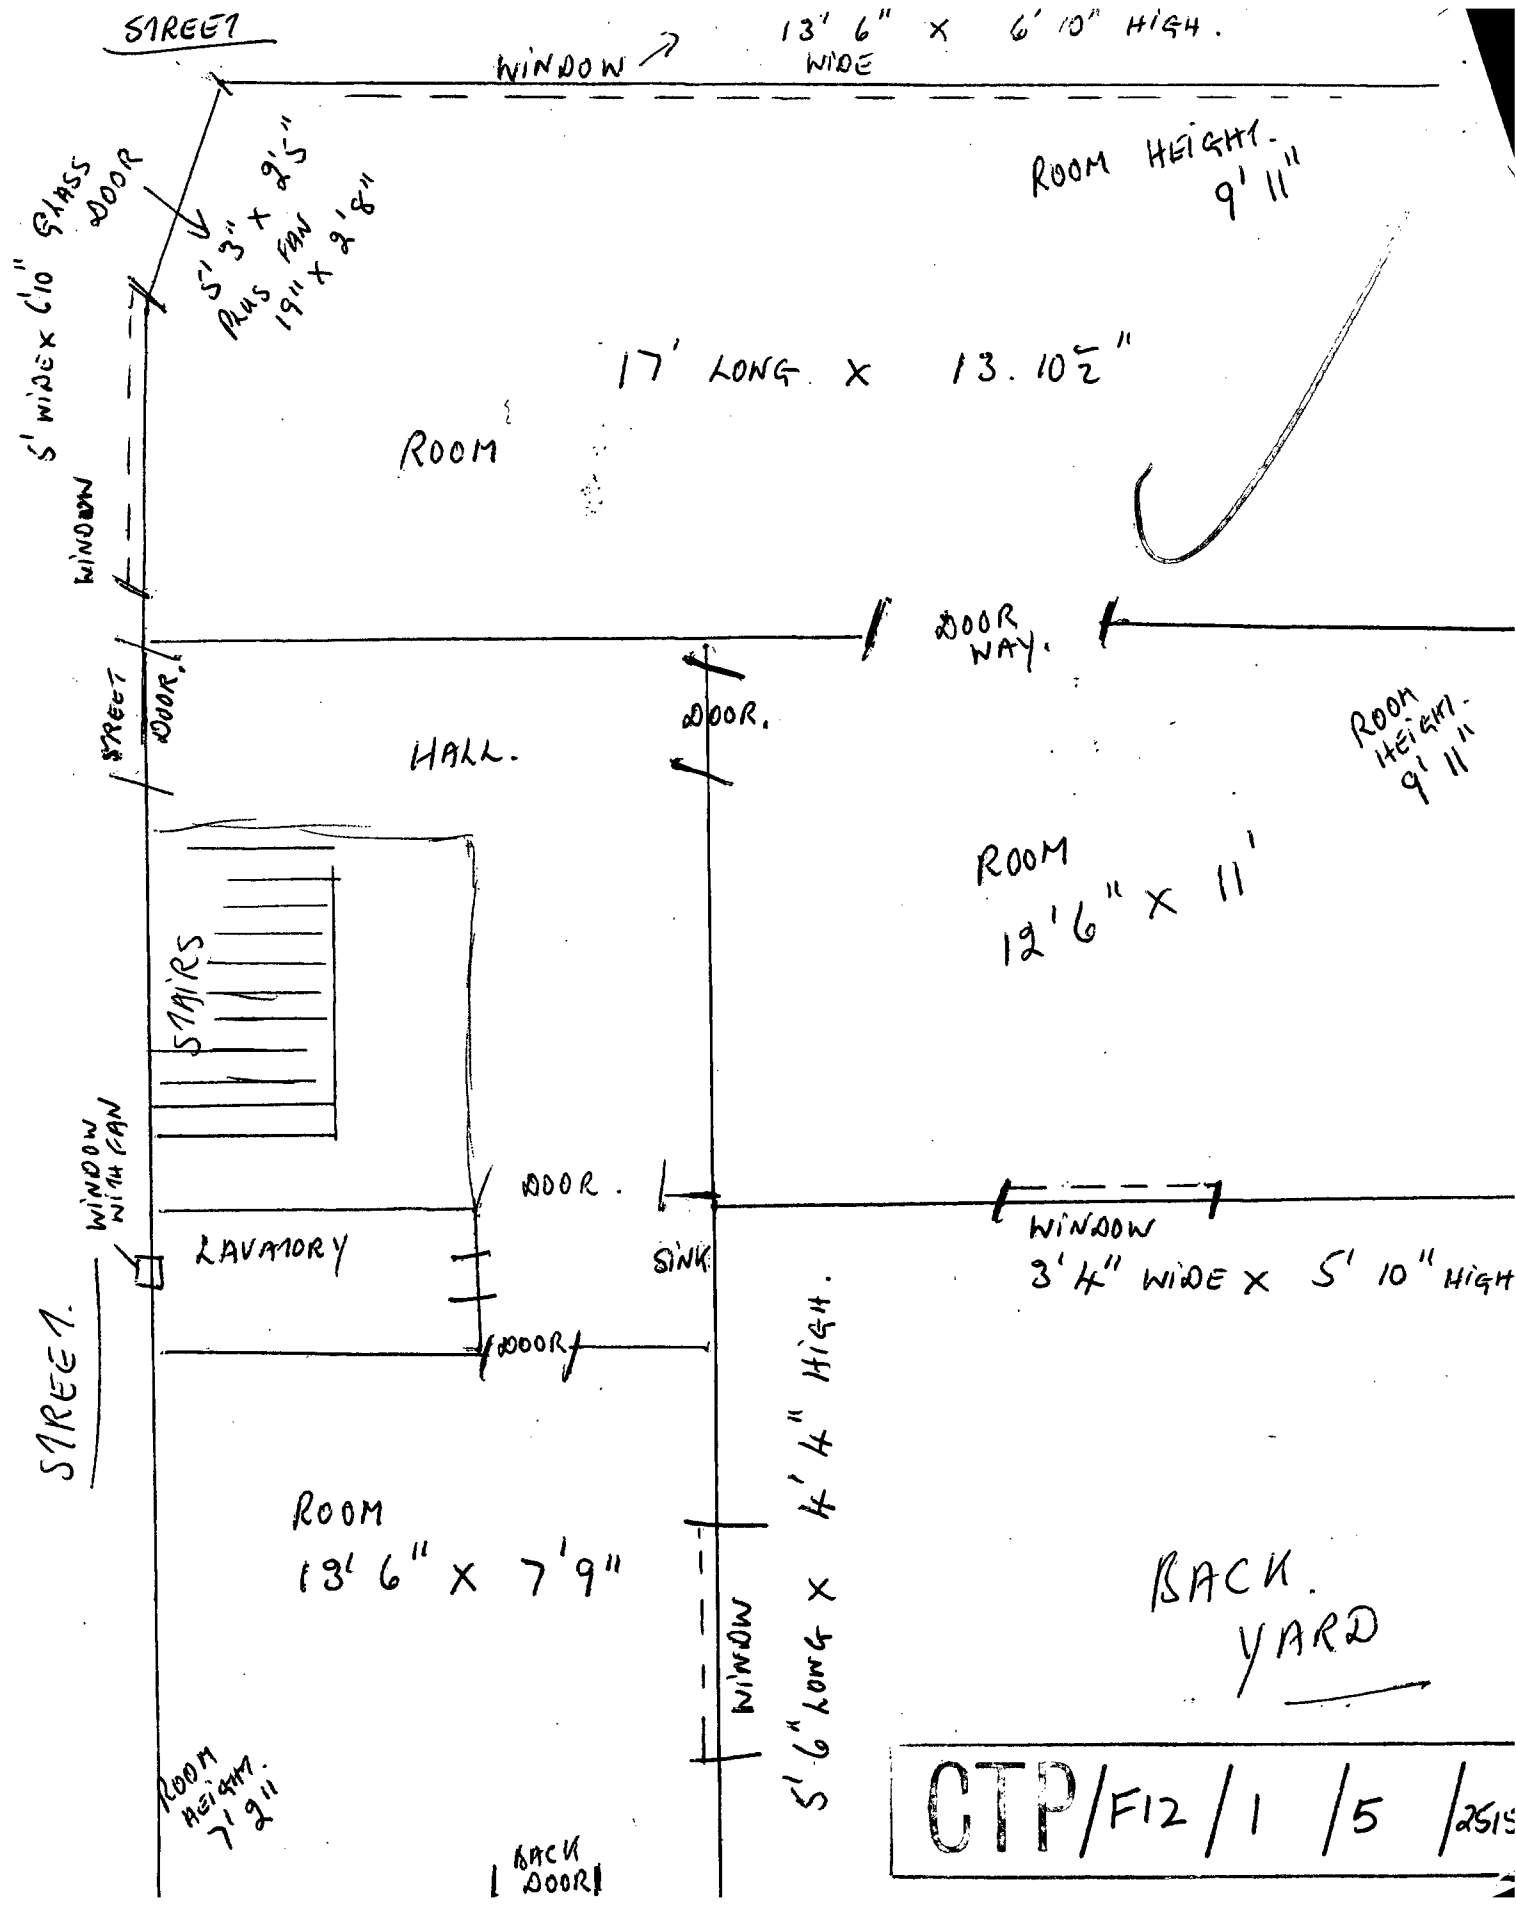 STREET
13' 6" X 6' 10" HIGH.
WINDOW
WIDE
5' WIDE X 6'10" GLASS
DOOR
5' 3" X 2'5"
PLUS FAN
19" X 2'8"
ROOM HEIGHT.
9' 11"
17' LONG. X 13. 10 1/2"
ROOM
WINDOW
DOOR
WAY.
STREET
DOOR.
HALL.
DOOR.
ROOM
HEIGHT.
9' 11"
ROOM
12' 6" X 11'
STAIRS
WINDOW
WITH FAN
DOOR.
LAVATORY
SINK
WINDOW
3' 4" WIDE X 5' 10" HIGH
STREET.
DOOR
ROOM
13' 6" X 7' 9"
WINDOW
5' 6" LONG X 4' 4" HIGH.
BACK.
YARD
ROOM
HEIGHT.
7' 2"
BACK
DOOR
CTP/F12/1/5/2515